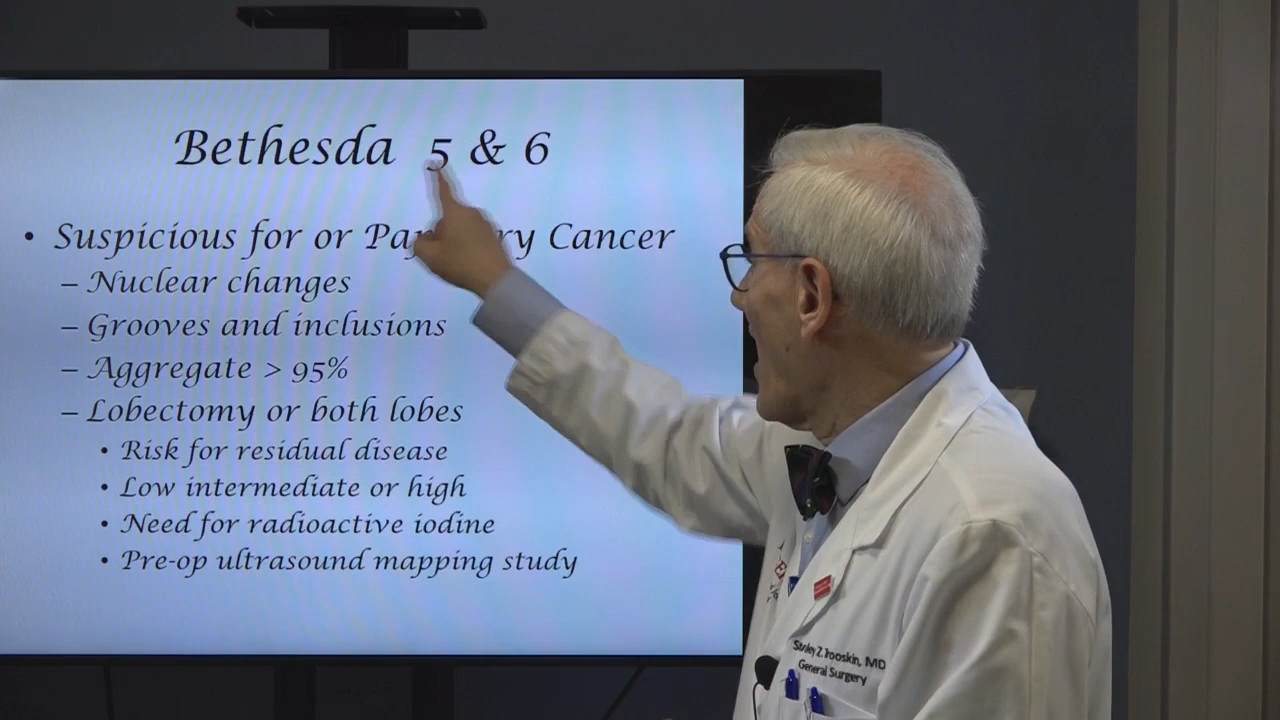 Bethesda 5 & 6
• Suspicious for or Cancer
– Nuclear changes
– Grooves and inclusions
– Aggregate > 95%
– Lobectomy or both lobes
• Risk for residual disease
• Low intermediate or high
• Need for radioactive iodine
• Pre-op ultrasound mapping study
Stanley Z. Trooskin, MD
General Surgery